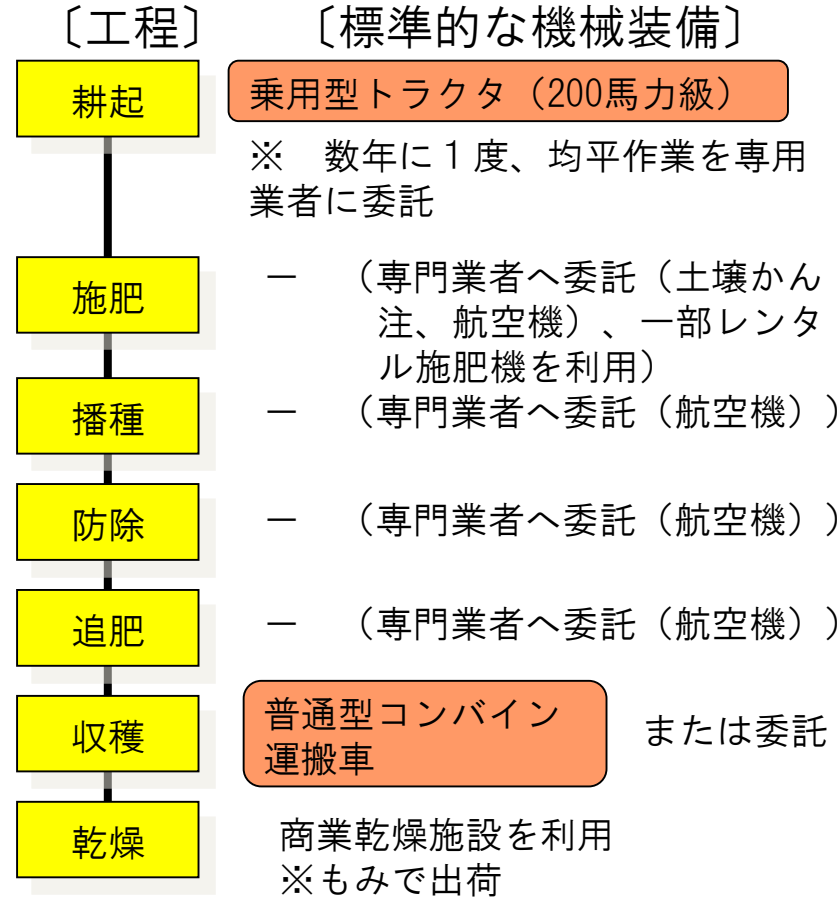 〔工程〕 〔標準的な機械装備〕
耕起 乗用型トラクタ（200馬力級）
※　数年に１度、均平作業を専用
業者に委託
施肥 － （専門業者へ委託（土壌かん
注、航空機）、一部レンタ
ル施肥機を利用）
播種 － （専門業者へ委託（航空機））
防除 － （専門業者へ委託（航空機））
追肥 － （専門業者へ委託（航空機））
収穫 普通型コンバイン
運搬車 または委託
乾燥 商業乾燥施設を利用
※もみで出荷